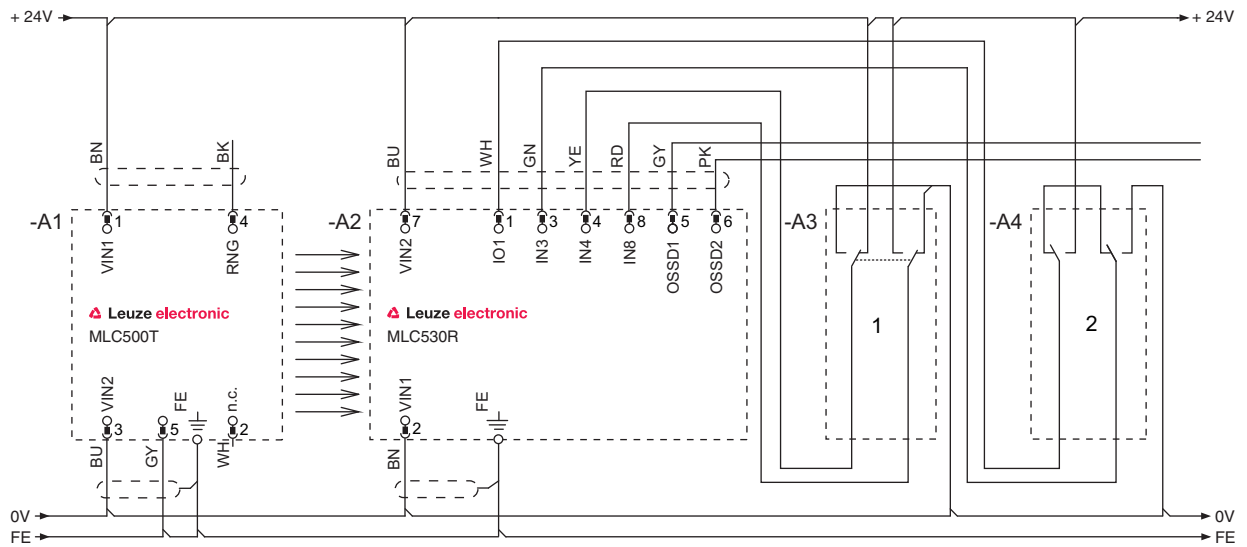 + 24V
+ 24V
BN
BK
BU
WH
GN
YE
RD
GY
PK
-A1
1
4
-A2
7
1
3
4
8
5
6
-A3
-A4
VIN1
RNG
VIN2
IO1
IN3
IN4
IN8
OSSD1
OSSD2
Leuze electronic
MLC500T
Leuze electronic
MLC530R
1
2
VIN2
FE
n.c.
VIN1
FE
3
5
2
2
BU
GY
WH
BN
0V
0V
FE
FE